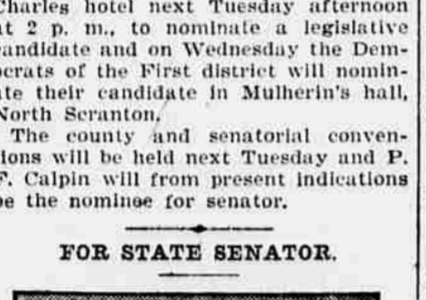 Charles hotel next Tuesday afternoon
at 2 p. m., to nominate a legislative
candidate and on Wednesday the Dem-
ocrats of the First district will nomin-
ate their candidate in Mulherin's hall,
North Scranton.
The county and senatorial conven-
tions will be held next Tuesday and P.
F. Calpin will from present indications
be the nominee for senator.
FOR STATE SENATOR.